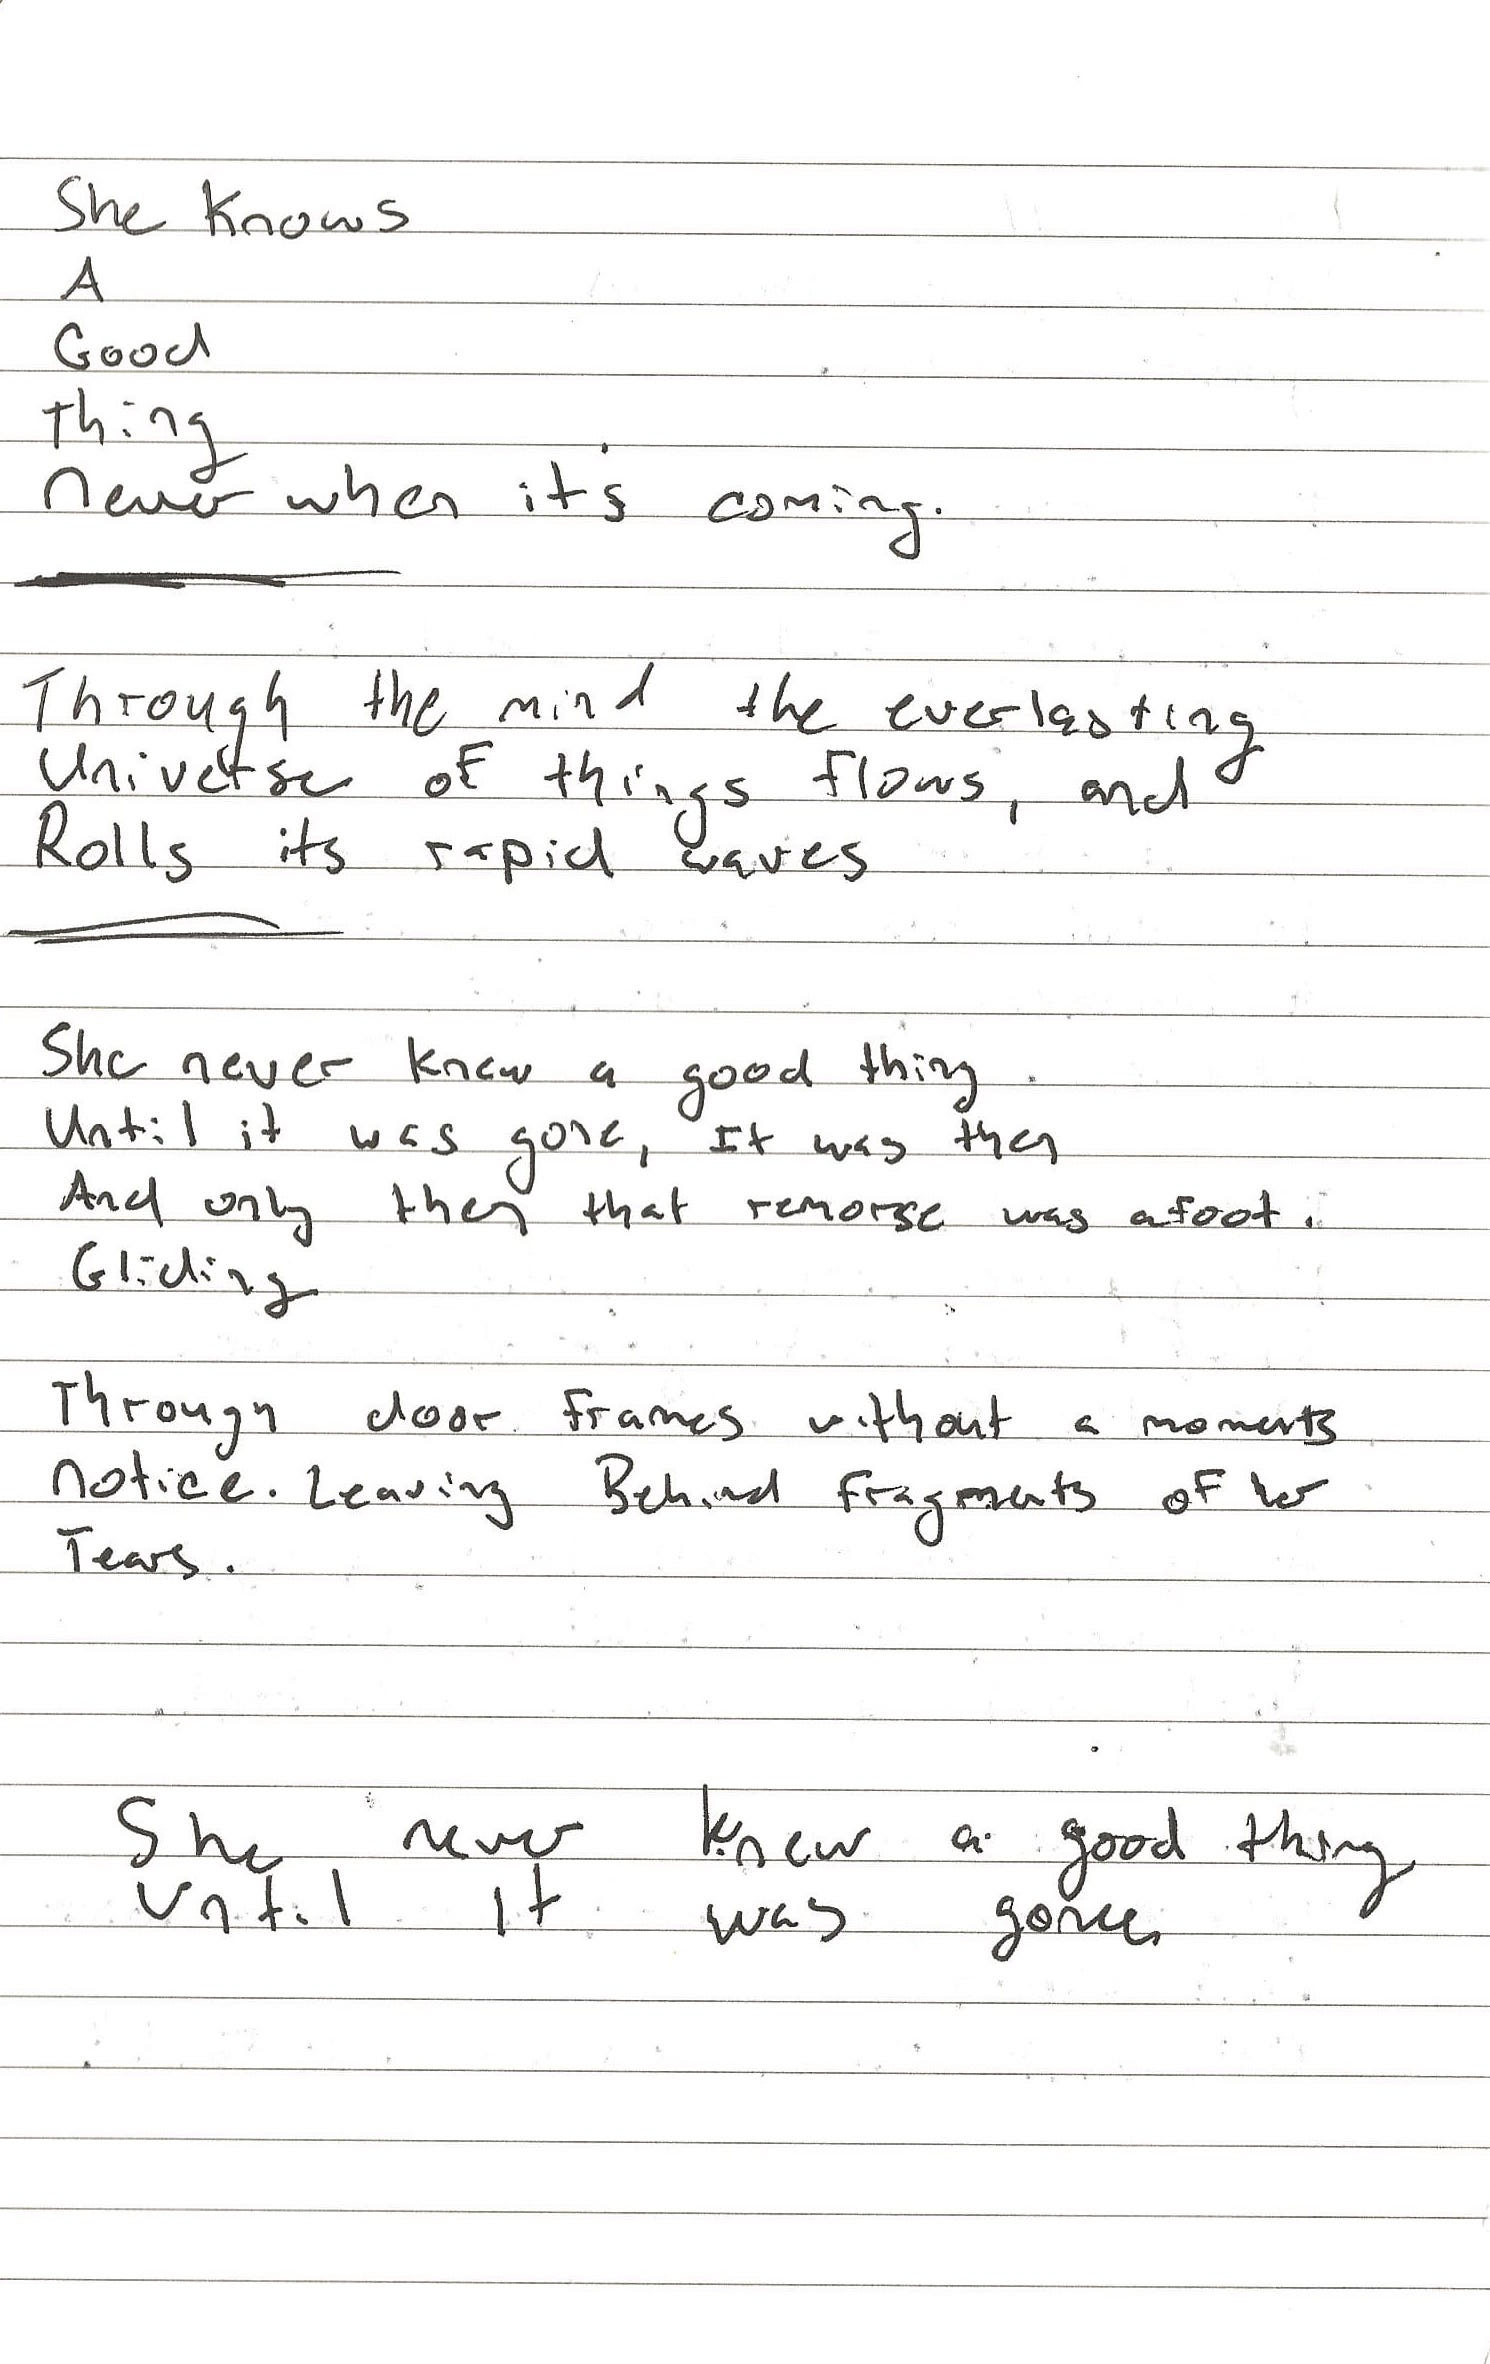 She Knows
A
Good
thing
Never when it's coming.
Through the mind the everlasting
Universe of things flows, and
Rolls its rapid waves
She never knew a good thing
Until it was gone, It was then
And only then that remorse was afoot.
Gliding
Through door frames without a moments
notice. Leaving Behind fragments of her
Tears.
She never knew a good thing
Until It was gone.